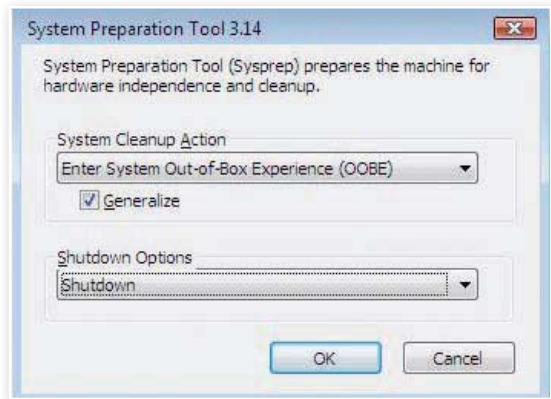 System Preparation Tool 3.14
System Preparation Tool (Sysprep) prepares the machine for
hardware independence and cleanup.
System Cleanup Action
Enter System Out-of-Box Experience (OOBE)
Generalize
Shutdown Options
Shutdown
OK
Cancel